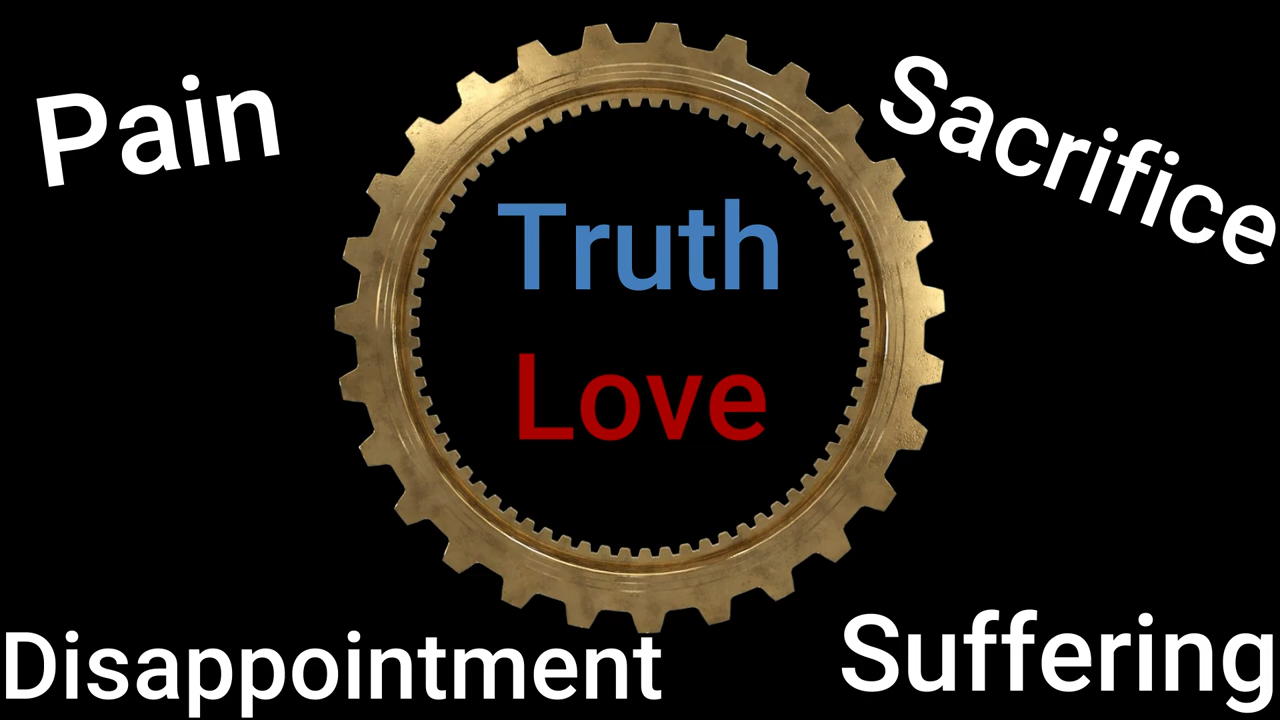 Pain
Sacrifice
Truth
Love
Disappointment
Suffering